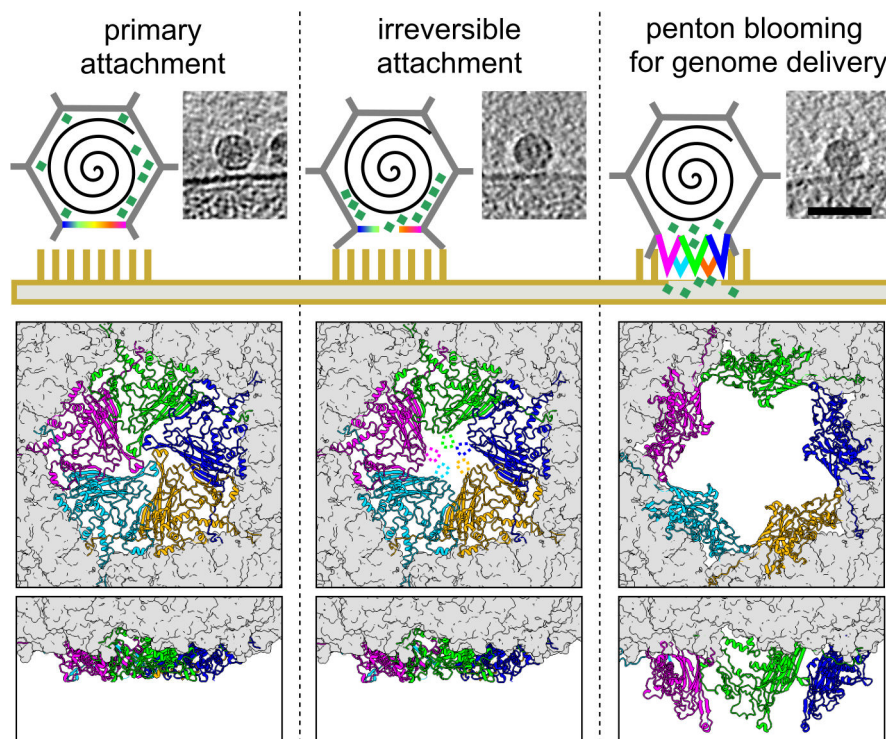 primary
attachment
irreversible
attachment
penton blooming
for genome delivery